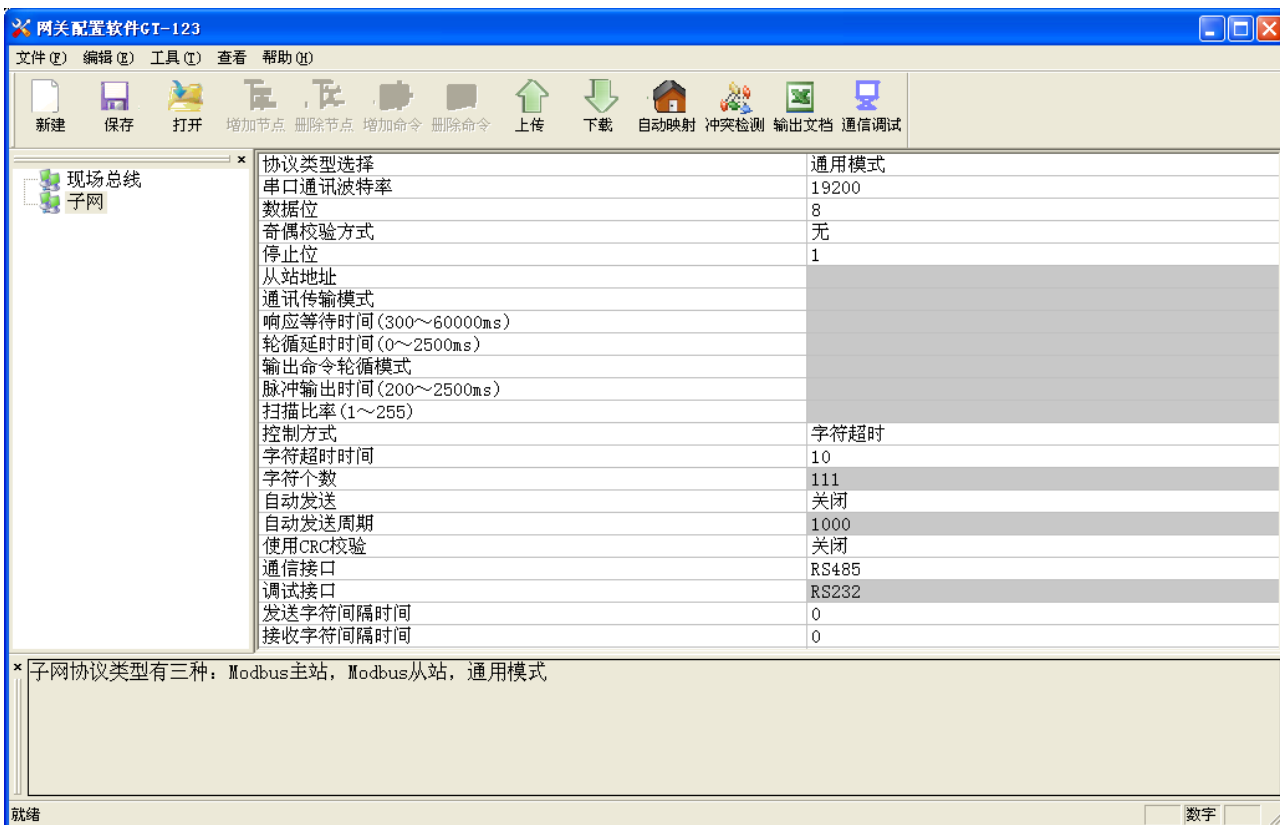 网关配置软件GT-123
文件(F) 编辑(E) 工具(T) 查看 帮助(H)
新建 保存 打开 增加节点 删除节点 增加命令 删除命令 上传 下载 自动映射 冲突检测 输出文档 通信调试
现场总线
子网
协议类型选择 通用模式
串口通讯波特率 19200
数据位 8
奇偶校验方式 无
停止位 1
从站地址
通讯传输模式
响应等待时间(300～60000ms)
轮循延时时间(0～2500ms)
输出命令轮循模式
脉冲输出时间(200～2500ms)
扫描比率(1～255)
控制方式 字符超时
字符超时时间 10
字符个数 111
自动发送 关闭
自动发送周期 1000
使用CRC校验 关闭
通信接口 RS485
调试接口 RS232
发送字符间隔时间 0
接收字符间隔时间 0
子网协议类型有三种: Modbus主站, Modbus从站, 通用模式
就绪 数字